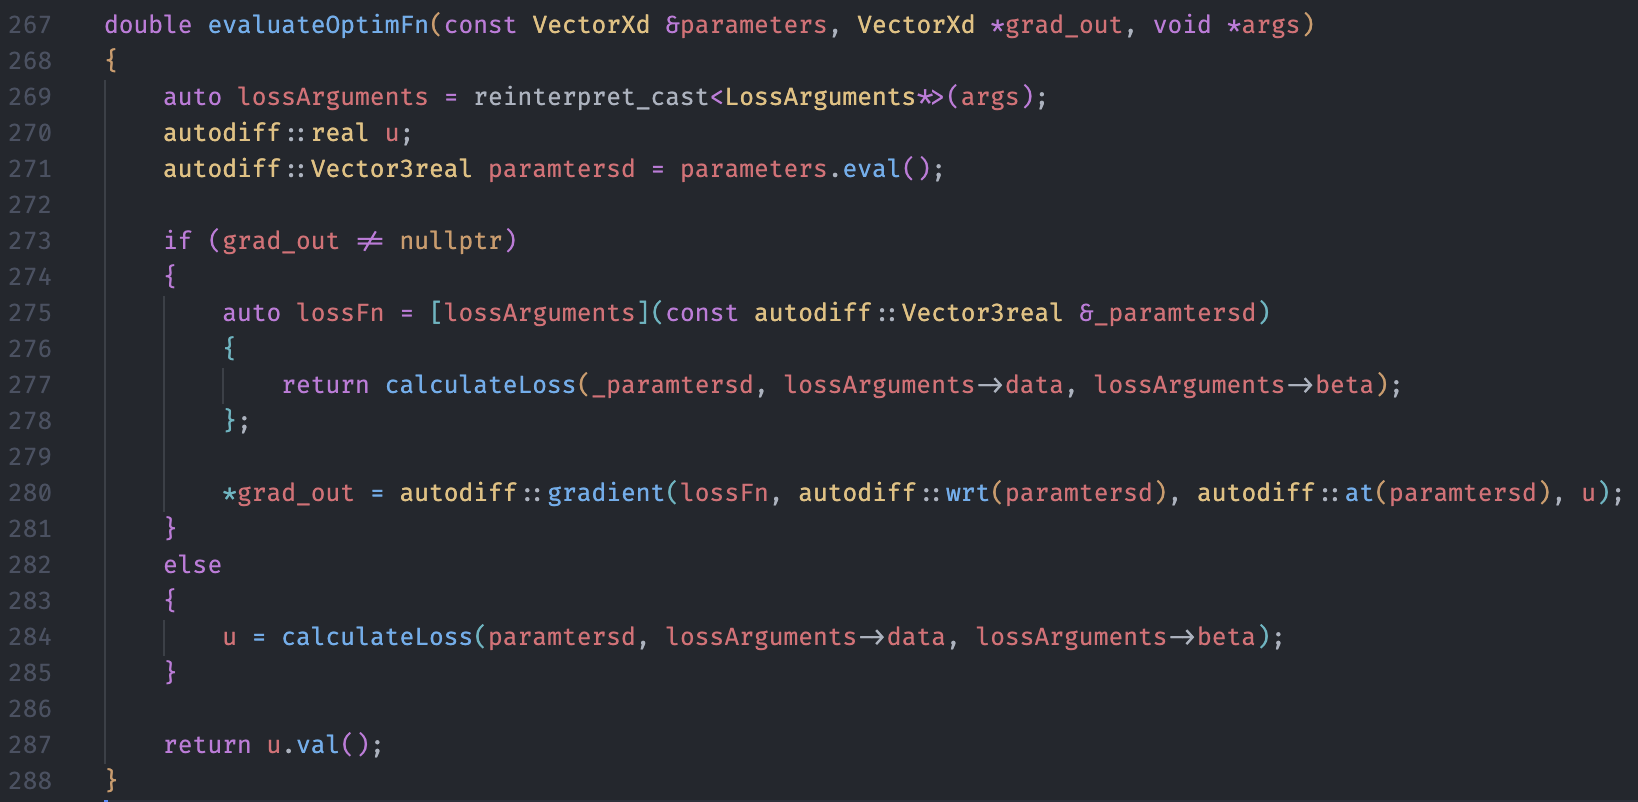 267 double evaluateOptimFn(const VectorXd &parameters, VectorXd *grad_out, void *args)
268 {
269     auto lossArguments = reinterpret_cast<LossArguments*>(args);
270     autodiff::real u;
271     autodiff::Vector3real paramtersd = parameters.eval();
272
273     if (grad_out != nullptr)
274     {
275         auto lossFn = [lossArguments](const autodiff::Vector3real &_paramtersd)
276         {
277             return calculateLoss(_paramtersd, lossArguments->data, lossArguments->beta);
278         };
279
280         *grad_out = autodiff::gradient(lossFn, autodiff::wrt(paramtersd), autodiff::at(paramtersd), u);
281     }
282     else
283     {
284         u = calculateLoss(paramtersd, lossArguments->data, lossArguments->beta);
285     }
286
287     return u.val();
288 }